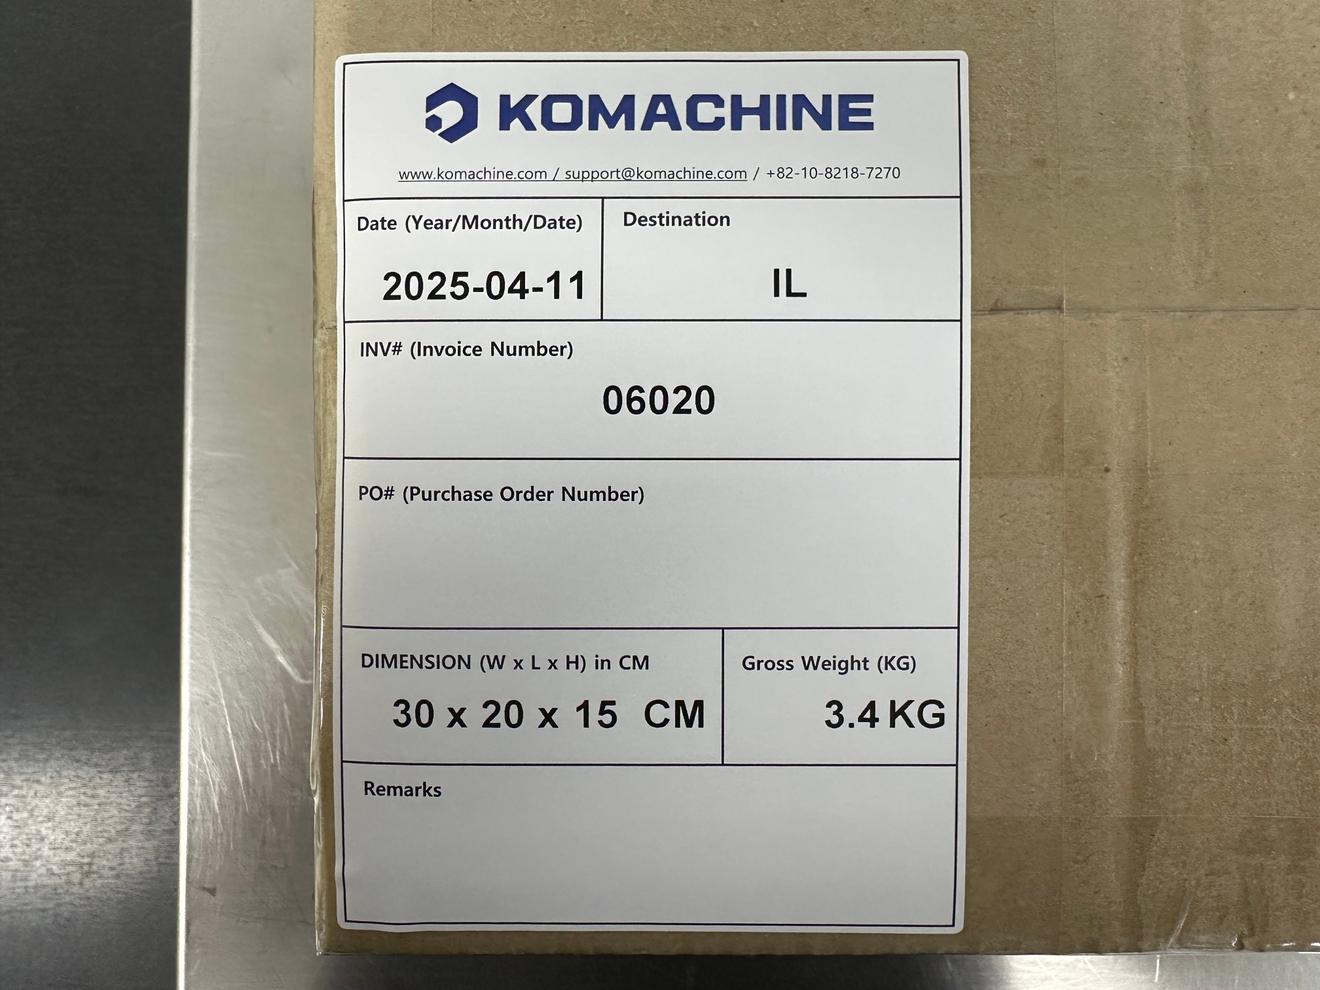 KOMACHINE
www.komachine.com / support@komachine.com / +82-10-8218-7270
Date (Year/Month/Date)
2025-04-11
Destination
IL
INV# (Invoice Number)
06020
PO# (Purchase Order Number)
DIMENSION (W x L x H) in CM
30 x 20 x 15 CM
Gross Weight (KG)
3.4 KG
Remarks